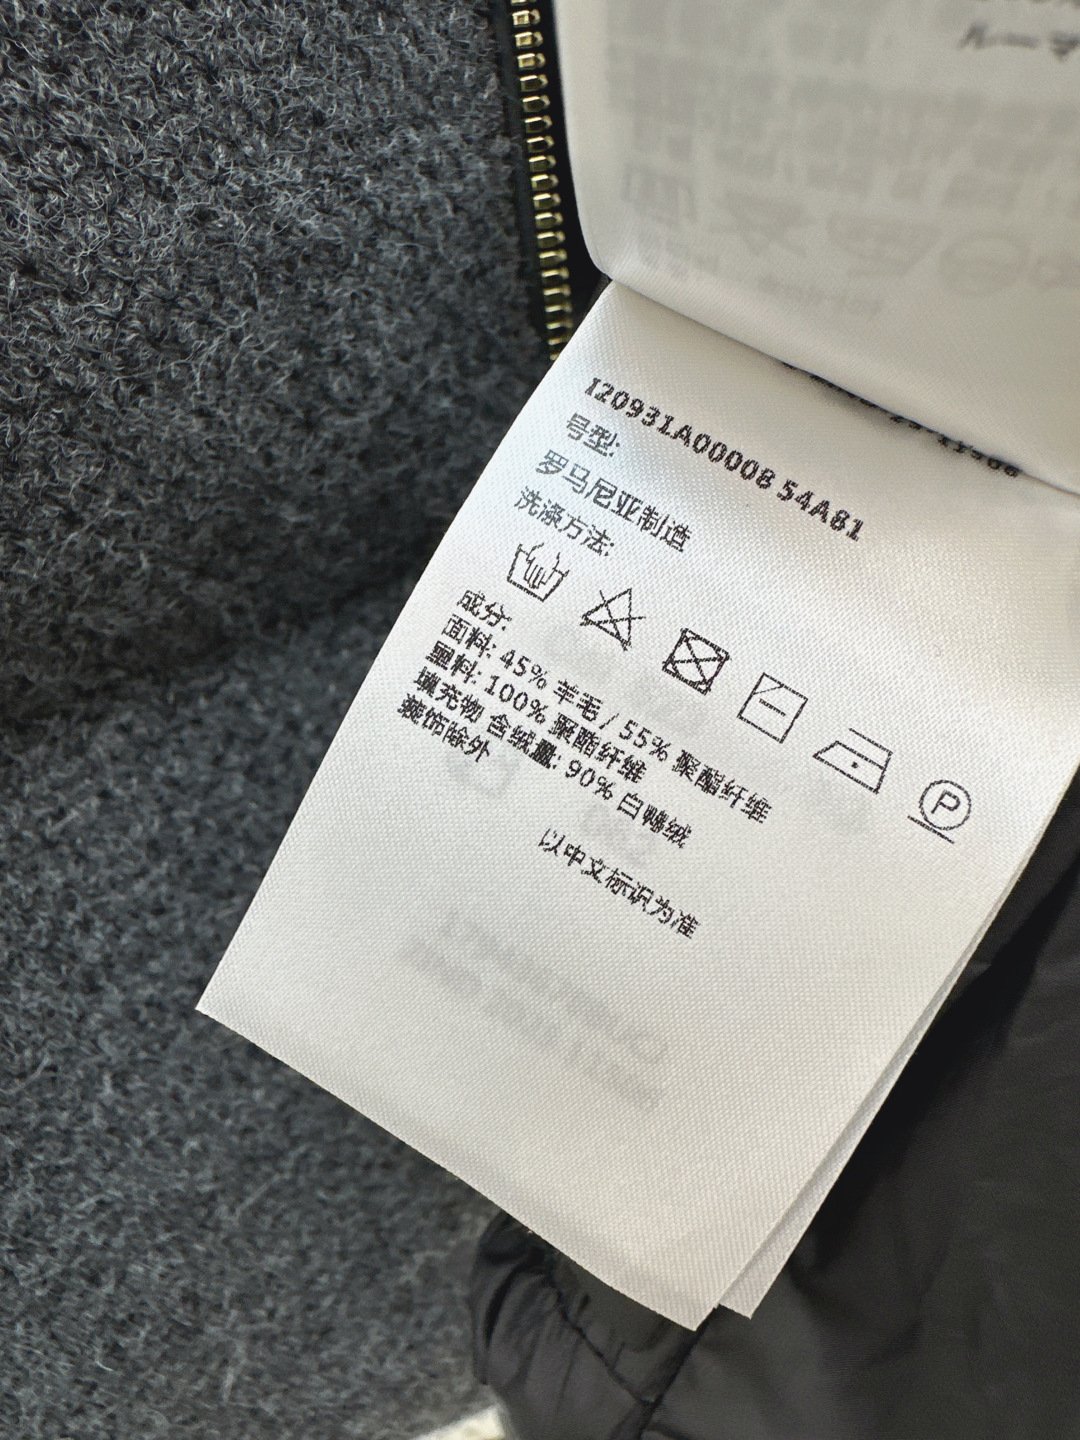 I20931A00008 54A81
号型:
罗马尼亚制造
洗涤方法:
P
成分:
面料: 45% 羊毛 / 55% 聚酯纤维
里料: 100% 聚酯纤维
填充物 含绒量: 90% 白鸭绒
装饰除外
以中文标识为准